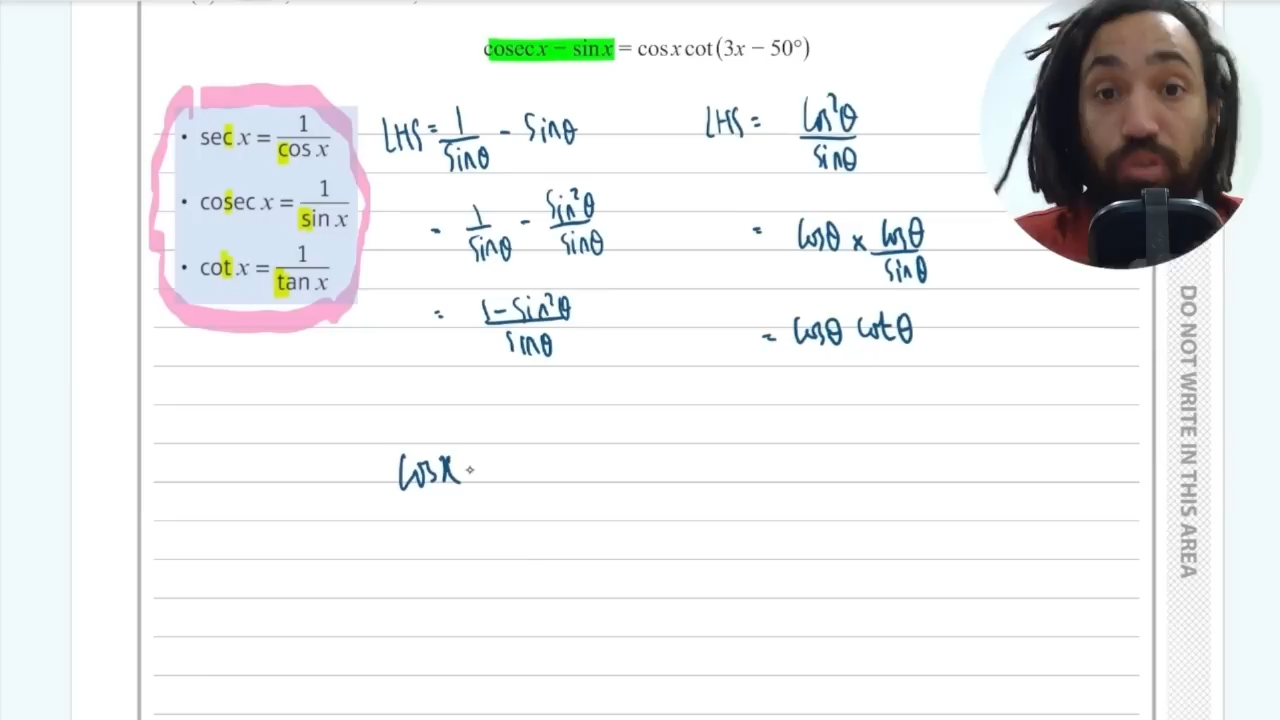 cosec x − sin x = cos x cot (3x − 50°)
• sec x = 1/cos x
• cosec x = 1/sin x
• cot x = 1/tan x
LHS = 1/sinθ - sinθ
= 1/sinθ - sin²θ/sinθ
= 1-sin²θ/sinθ
LHS = cos²θ/sinθ
= cosθ × cosθ/sinθ
= cosθ cotθ
cosx
DO NOT WRITE IN THIS AREA